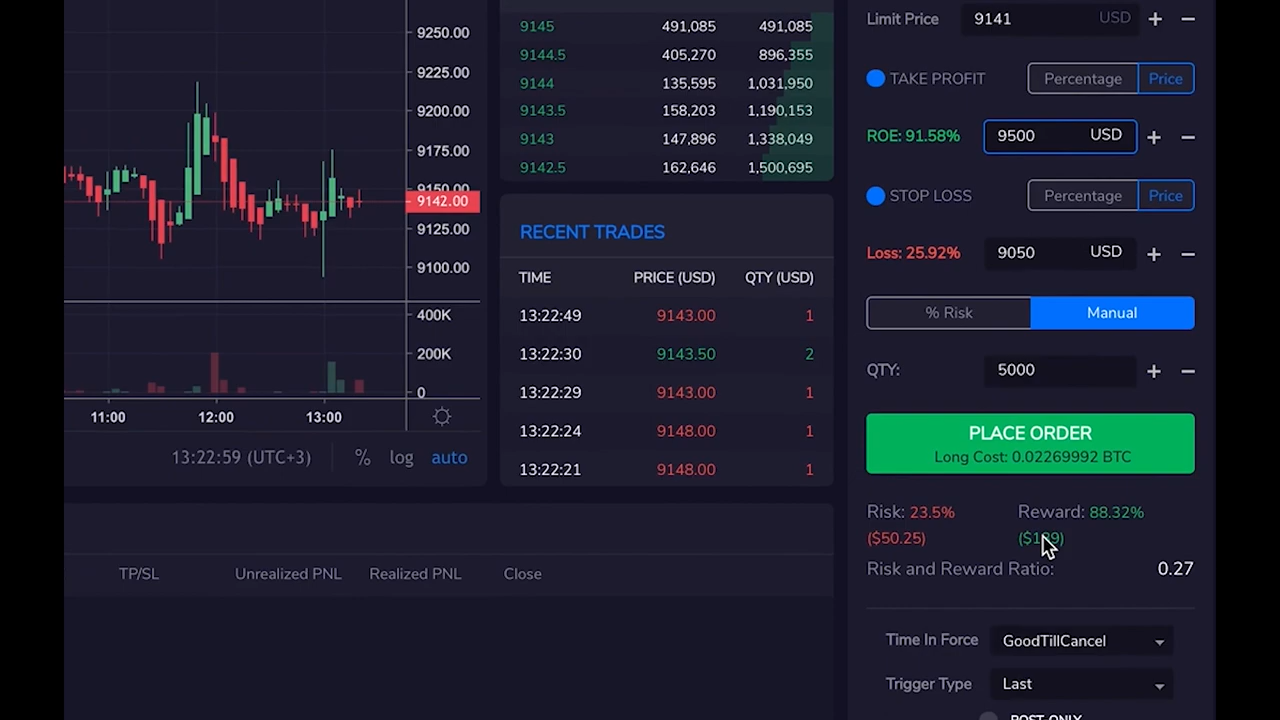 9250.00
9225.00
9200.00
9175.00
9150.00
9142.00
9125.00
9100.00
400K
200K
0
11:00 12:00 13:00
13:22:59 (UTC+3) % log auto
9145 491,085 491,085
9144.5 405,270 896,355
9144 135,595 1,031,950
9143.5 158,203 1,190,153
9143 147,896 1,338,049
9142.5 162,646 1,500,695
RECENT TRADES
TIME PRICE (USD) QTY (USD)
13:22:49 9143.00 1
13:22:30 9143.50 2
13:22:29 9143.00 1
13:22:24 9148.00 1
13:22:21 9148.00 1
TP/SL Unrealized PNL Realized PNL Close
Limit Price 9141 USD + −
TAKE PROFIT Percentage Price
ROE: 91.58% 9500 USD + −
STOP LOSS Percentage Price
Loss: 25.92% 9050 USD + −
% Risk Manual
QTY: 5000 + −
PLACE ORDER
Long Cost: 0.02269992 BTC
Risk: 23.5% Reward: 88.32%
($50.25)
Risk and Reward Ratio: 0.27
Time In Force GoodTillCancel
Trigger Type Last
POST ONLY